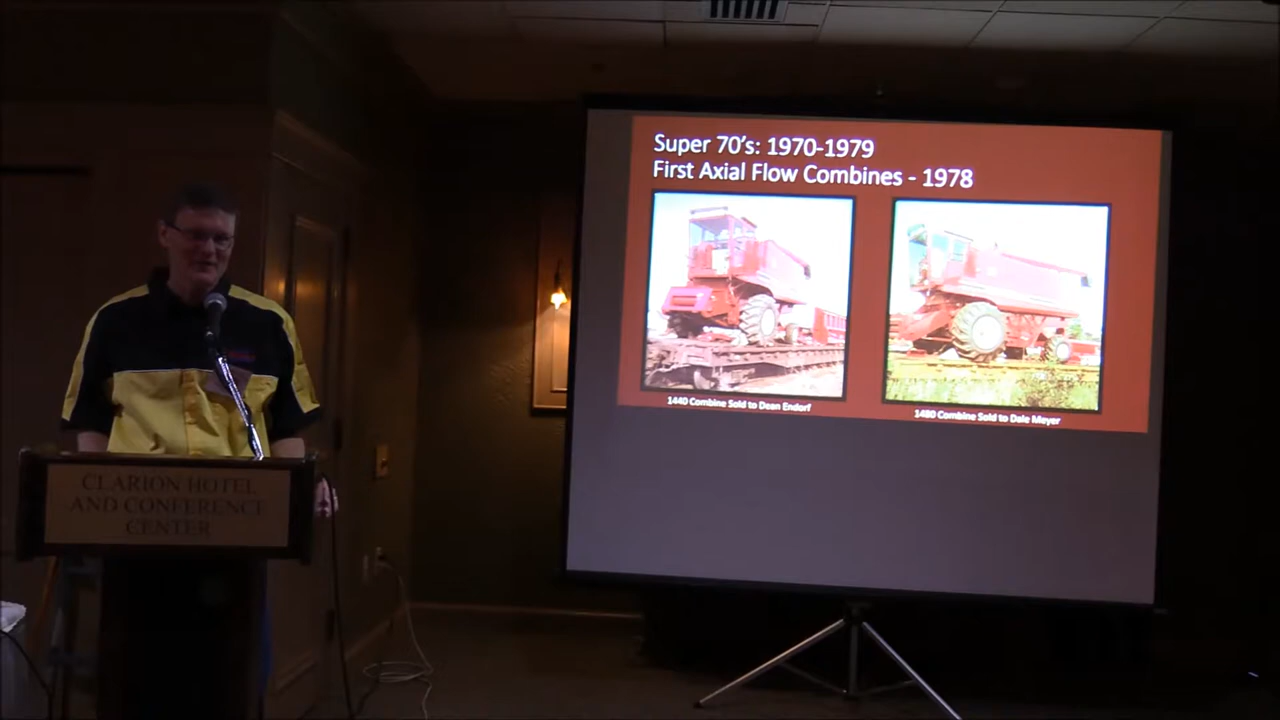 Super 70's: 1970-1979
First Axial Flow Combines - 1978
1440 Combine Sold to Dean Endorf
1480 Combine Sold to Dale Meyer
CLARION HOTEL
AND CONFERENCE
CENTER